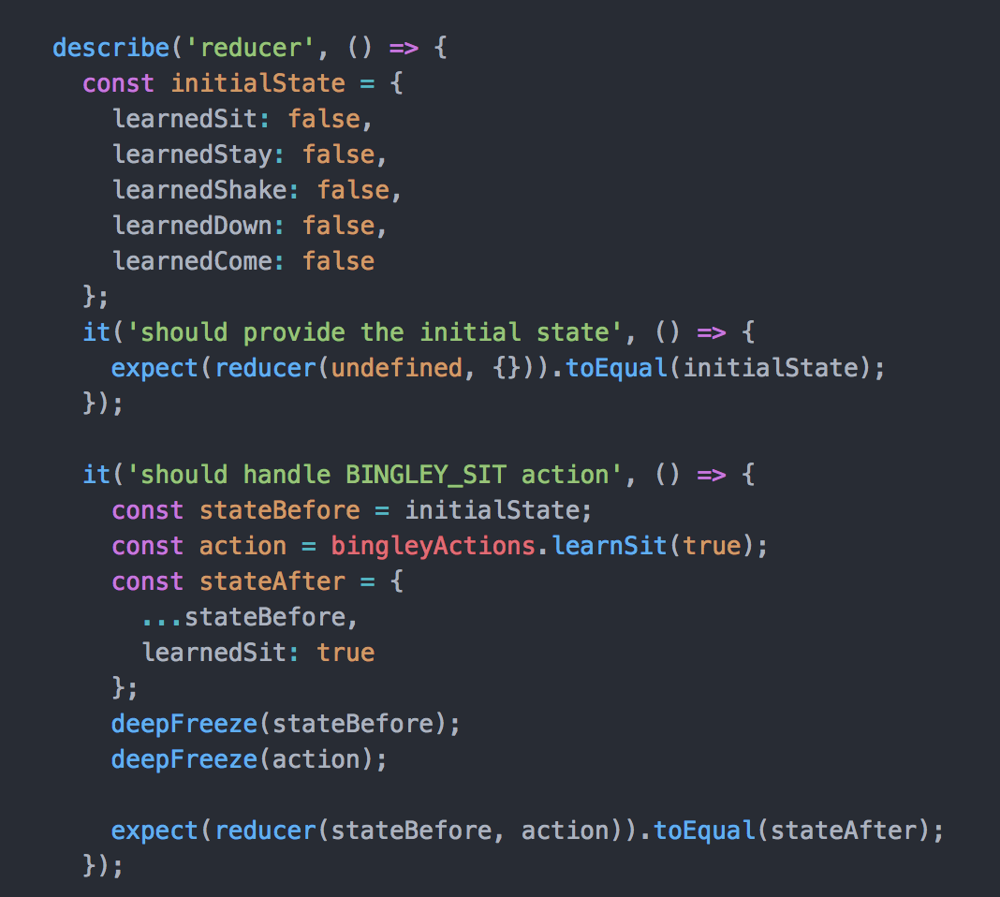 describe('reducer', () => {
  const initialState = {
    learnedSit: false,
    learnedStay: false,
    learnedShake: false,
    learnedDown: false,
    learnedCome: false
  };
  it('should provide the initial state', () => {
    expect(reducer(undefined, {})).toEqual(initialState);
  });

  it('should handle BINGLEY_SIT action', () => {
    const stateBefore = initialState;
    const action = bingleyActions.learnSit(true);
    const stateAfter = {
      ...stateBefore,
      learnedSit: true
    };
    deepFreeze(stateBefore);
    deepFreeze(action);

    expect(reducer(stateBefore, action)).toEqual(stateAfter);
  });